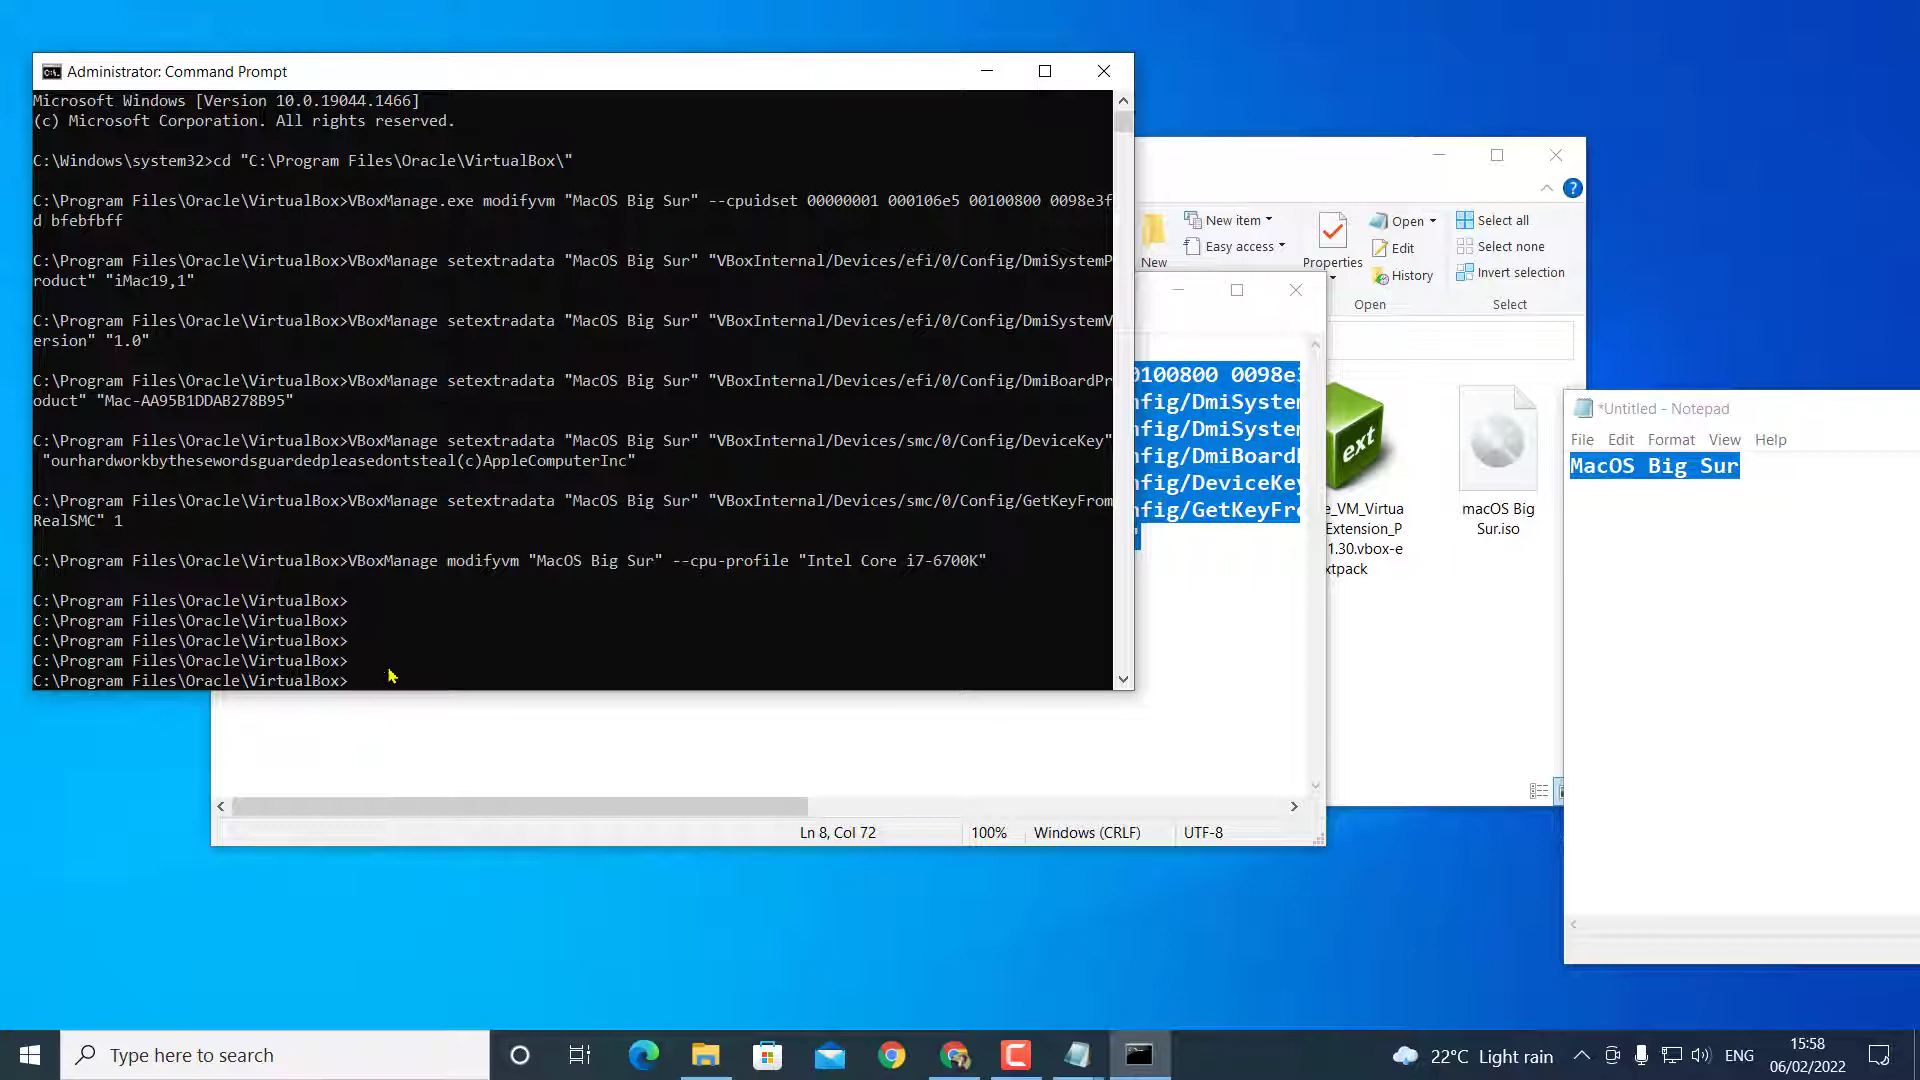 Administrator: Command Prompt
Microsoft Windows [Version 10.0.19044.1466]
(c) Microsoft Corporation. All rights reserved.
C:\Windows\system32>cd "C:\Program Files\Oracle\VirtualBox\"
C:\Program Files\Oracle\VirtualBox>VBoxManage.exe modifyvm "MacOS Big Sur" --cpuidset 00000001 000106e5 00100800 0098e3f
d bfebfbff
C:\Program Files\Oracle\VirtualBox>VBoxManage setextradata "MacOS Big Sur" "VBoxInternal/Devices/efi/0/Config/DmiSystemP
roduct" "iMac19,1"
C:\Program Files\Oracle\VirtualBox>VBoxManage setextradata "MacOS Big Sur" "VBoxInternal/Devices/efi/0/Config/DmiSystemV
ersion" "1.0"
C:\Program Files\Oracle\VirtualBox>VBoxManage setextradata "MacOS Big Sur" "VBoxInternal/Devices/efi/0/Config/DmiBoardPr
oduct" "Mac-AA95B1DDAB278B95"
C:\Program Files\Oracle\VirtualBox>VBoxManage setextradata "MacOS Big Sur" "VBoxInternal/Devices/smc/0/Config/DeviceKey"
"ourhardworkbythesewordsguardedpleasedontsteal(c)AppleComputerInc"
C:\Program Files\Oracle\VirtualBox>VBoxManage setextradata "MacOS Big Sur" "VBoxInternal/Devices/smc/0/Config/GetKeyFrom
RealSMC" 1
C:\Program Files\Oracle\VirtualBox>VBoxManage modifyvm "MacOS Big Sur" --cpu-profile "Intel Core i7-6700K"
C:\Program Files\Oracle\VirtualBox>
C:\Program Files\Oracle\VirtualBox>
C:\Program Files\Oracle\VirtualBox>
C:\Program Files\Oracle\VirtualBox>
C:\Program Files\Oracle\VirtualBox>
New item
Easy access
New
Properties
Open
Edit
History
Open
Select all
Select none
Invert selection
Select
0100800 0098e3
nfig/DmiSystem
nfig/DmiSystem
nfig/DmiBoardP
nfig/DeviceKey
nfig/GetKeyFro
ext
e_VM_Virtua
Extension_P
1.30.vbox-e
xtpack
macOS Big
Sur.iso
*Untitled - Notepad
File Edit Format View Help
MacOS Big Sur
Ln 8, Col 72
100%
Windows (CRLF)
UTF-8
Type here to search
22°C Light rain
ENG
15:58
06/02/2022